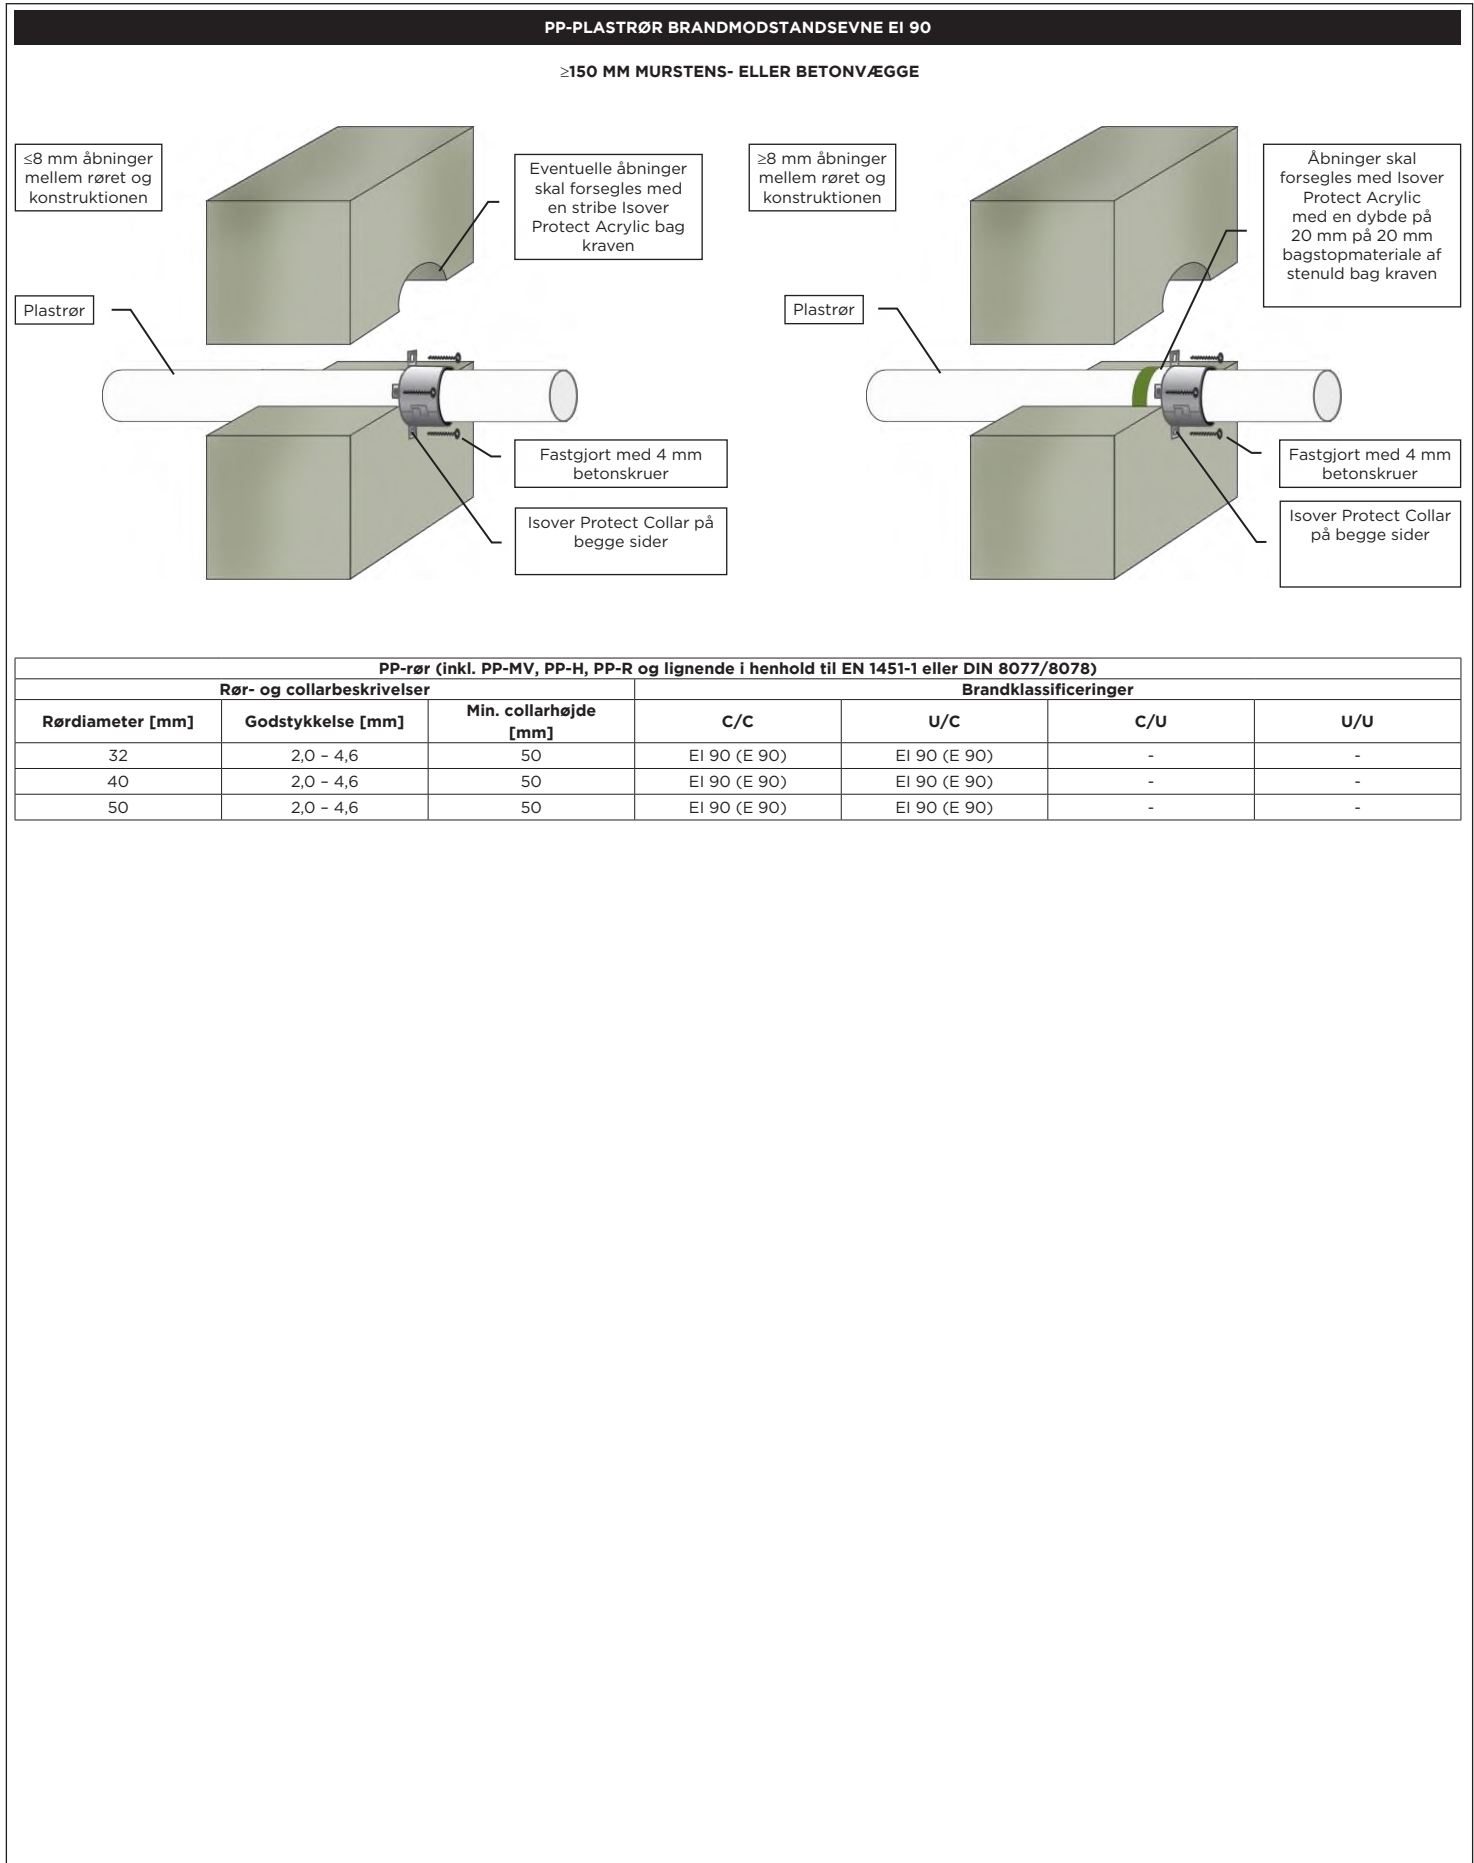 PP-PLASTRØR BRANDMODSTANDSEVNE EI 90
≥150 MM MURSTENS- ELLER BETONVÆGGE
≤8 mm åbninger
mellem røret og
konstruktionen
Eventuelle åbninger
skal forsegles med
en stribe Isover
Protect Acrylic bag
kraven
Plastrør
Fastgjort med 4 mm
betonskruer
Isover Protect Collar på
begge sider
≥8 mm åbninger
mellem røret og
konstruktionen
Åbninger skal
forsegles med Isover
Protect Acrylic
med en dybde på
20 mm på 20 mm
bagstopmateriale af
stenuld bag kraven
Plastrør
Fastgjort med 4 mm
betonskruer
Isover Protect Collar
på begge sider
PP-rør (inkl. PP-MV, PP-H, PP-R og lignende i henhold til EN 1451-1 eller DIN 8077/8078)
Rør- og collarbeskrivelser Brandklassificeringer
Rørdiameter [mm] Godstykkelse [mm] Min. collarhøjde [mm] C/C U/C C/U U/U
32 2,0 – 4,6 50 EI 90 (E 90) EI 90 (E 90) - -
40 2,0 – 4,6 50 EI 90 (E 90) EI 90 (E 90) - -
50 2,0 – 4,6 50 EI 90 (E 90) EI 90 (E 90) - -